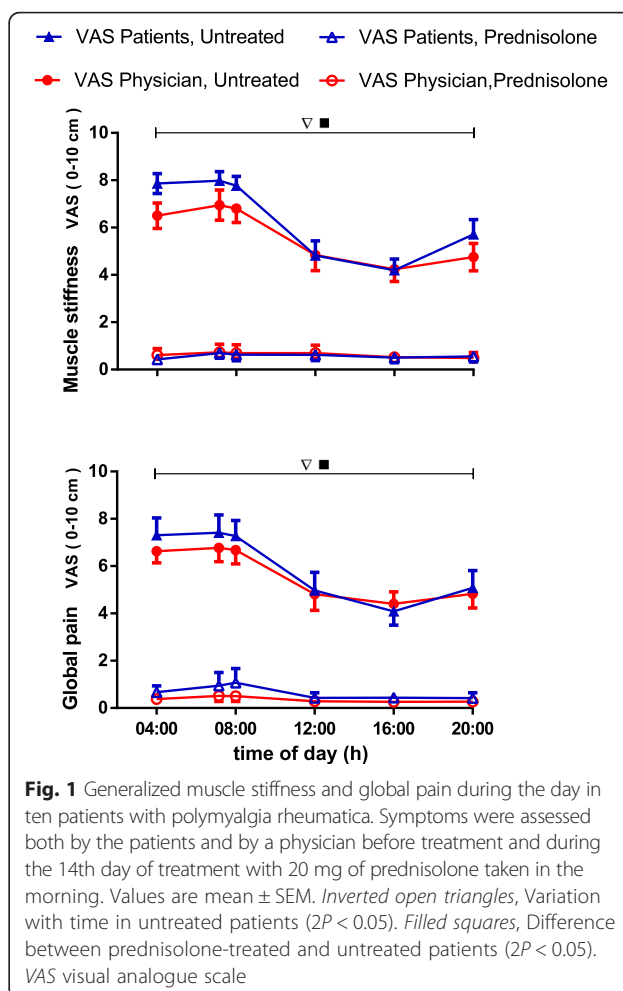 VAS Patients, Untreated VAS Patients, Prednisolone
VAS Physician, Untreated VAS Physician,Prednisolone
10
8
6
4
2
0
Muscle stiffness VAS ( 0-10 cm )
10
8
6
4
2
0
Global pain VAS ( 0-10 cm )
04:00 08:00 12:00 16:00 20:00
time of day (h)
Fig. 1 Generalized muscle stiffness and global pain during the day in
ten patients with polymyalgia rheumatica. Symptoms were assessed
both by the patients and by a physician before treatment and during
the 14th day of treatment with 20 mg of prednisolone taken in the
morning. Values are mean ± SEM. Inverted open triangles, Variation
with time in untreated patients (2P < 0.05). Filled squares, Difference
between prednisolone-treated and untreated patients (2P < 0.05).
VAS visual analogue scale